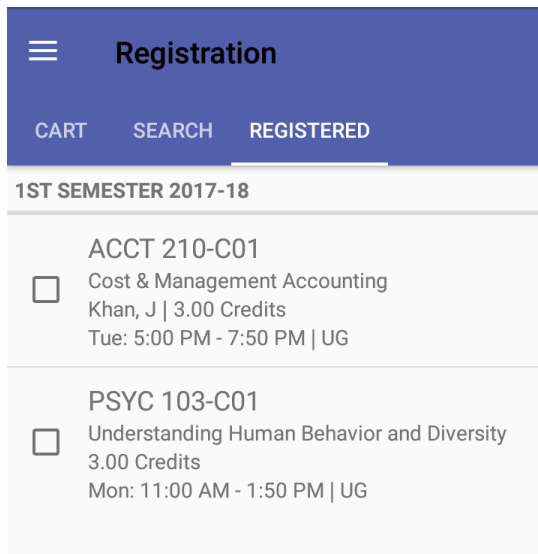 Registration
CART SEARCH REGISTERED
1ST SEMESTER 2017-18
ACCT 210-C01
Cost & Management Accounting
Khan, J | 3.00 Credits
Tue: 5:00 PM - 7:50 PM | UG
PSYC 103-C01
Understanding Human Behavior and Diversity
3.00 Credits
Mon: 11:00 AM - 1:50 PM | UG